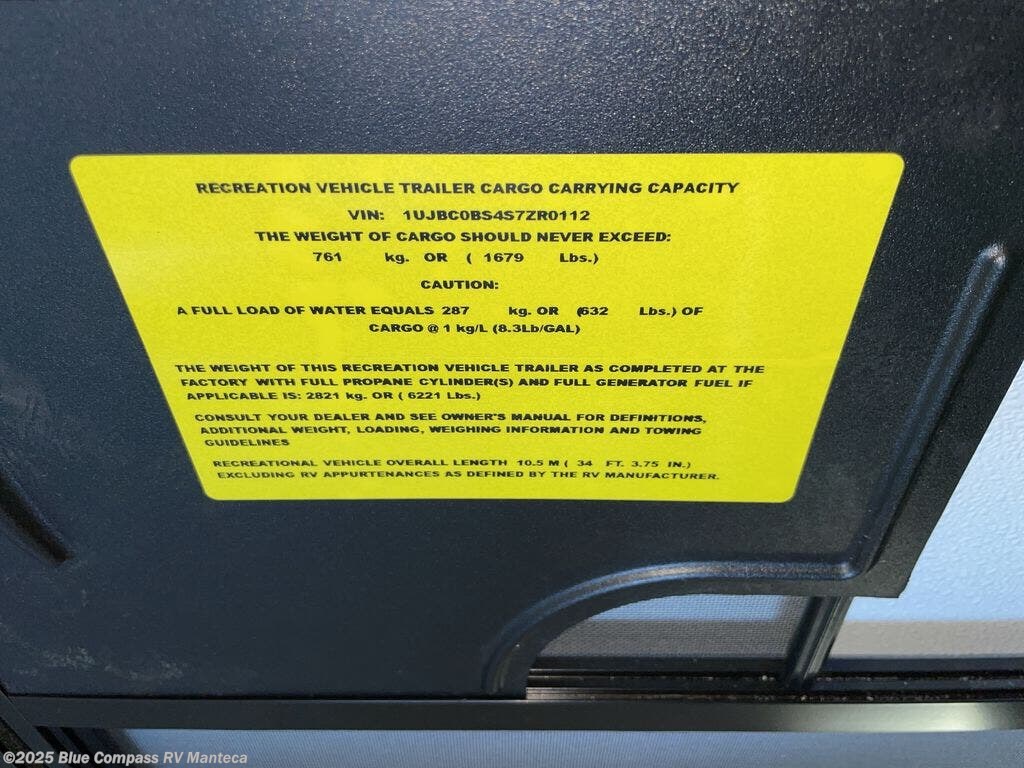 RECREATION VEHICLE TRAILER CARGO CARRYING CAPACITY
VIN: 1UJBC0BS4S7ZR0112
THE WEIGHT OF CARGO SHOULD NEVER EXCEED:
761 kg. OR ( 1679 Lbs.)
CAUTION:
A FULL LOAD OF WATER EQUALS 287 kg. OR (632 Lbs.) OF
CARGO @ 1 kg/L (8.3Lb/GAL)
THE WEIGHT OF THIS RECREATION VEHICLE TRAILER AS COMPLETED AT THE
FACTORY WITH FULL PROPANE CYLINDER(S) AND FULL GENERATOR FUEL IF
APPLICABLE IS: 2821 kg. OR ( 6221 Lbs.)
CONSULT YOUR DEALER AND SEE OWNER'S MANUAL FOR DEFINITIONS,
ADDITIONAL WEIGHT, LOADING, WEIGHING INFORMATION AND TOWING
GUIDELINES
RECREATIONAL VEHICLE OVERALL LENGTH 10.5 M ( 34 FT. 3.75 IN.)
EXCLUDING RV APPURTENANCES AS DEFINED BY THE RV MANUFACTURER.
©2025 Blue Compass RV Manteca